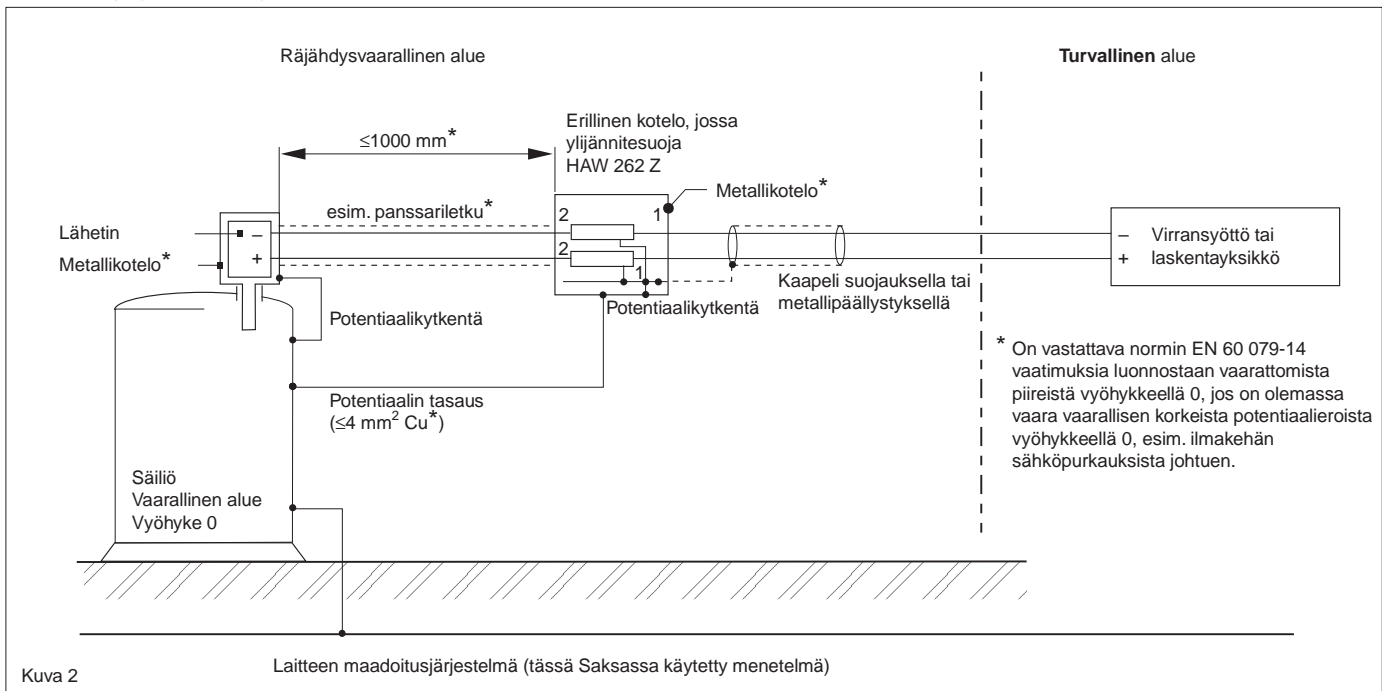 Räjähdysvaarallinen alue
Turvallinen alue
≤1000 mm*
Erillinen kotelo, jossa
ylijännitesuoja
HAW 262 Z
Metallikotelo*
esim. panssariletku*
2
1
Lähetin
–
+
Metallikotelo*
2
1
–
+
Virransyöttö tai
laskentayksikkö
Kaapeli suojauksella tai
metallipäällystyksellä
Potentiaalikytkentä
Potentiaalikytkentä
* On vastattava normin EN 60 079-14
vaatimuksia luonnostaan vaarattomista
piireistä vyöhykkeellä 0, jos on olemassa
vaara vaarallisen korkeista potentiaalieroista
vyöhykkeellä 0, esim. ilmakehän
sähköpurkauksista johtuen.
Potentiaalin tasaus
(≤4 mm² Cu*)
Säiliö
Vaarallinen alue
Vyöhyke 0
Laitteen maadoitusjärjestelmä (tässä Saksassa käytetty menetelmä)
Kuva 2